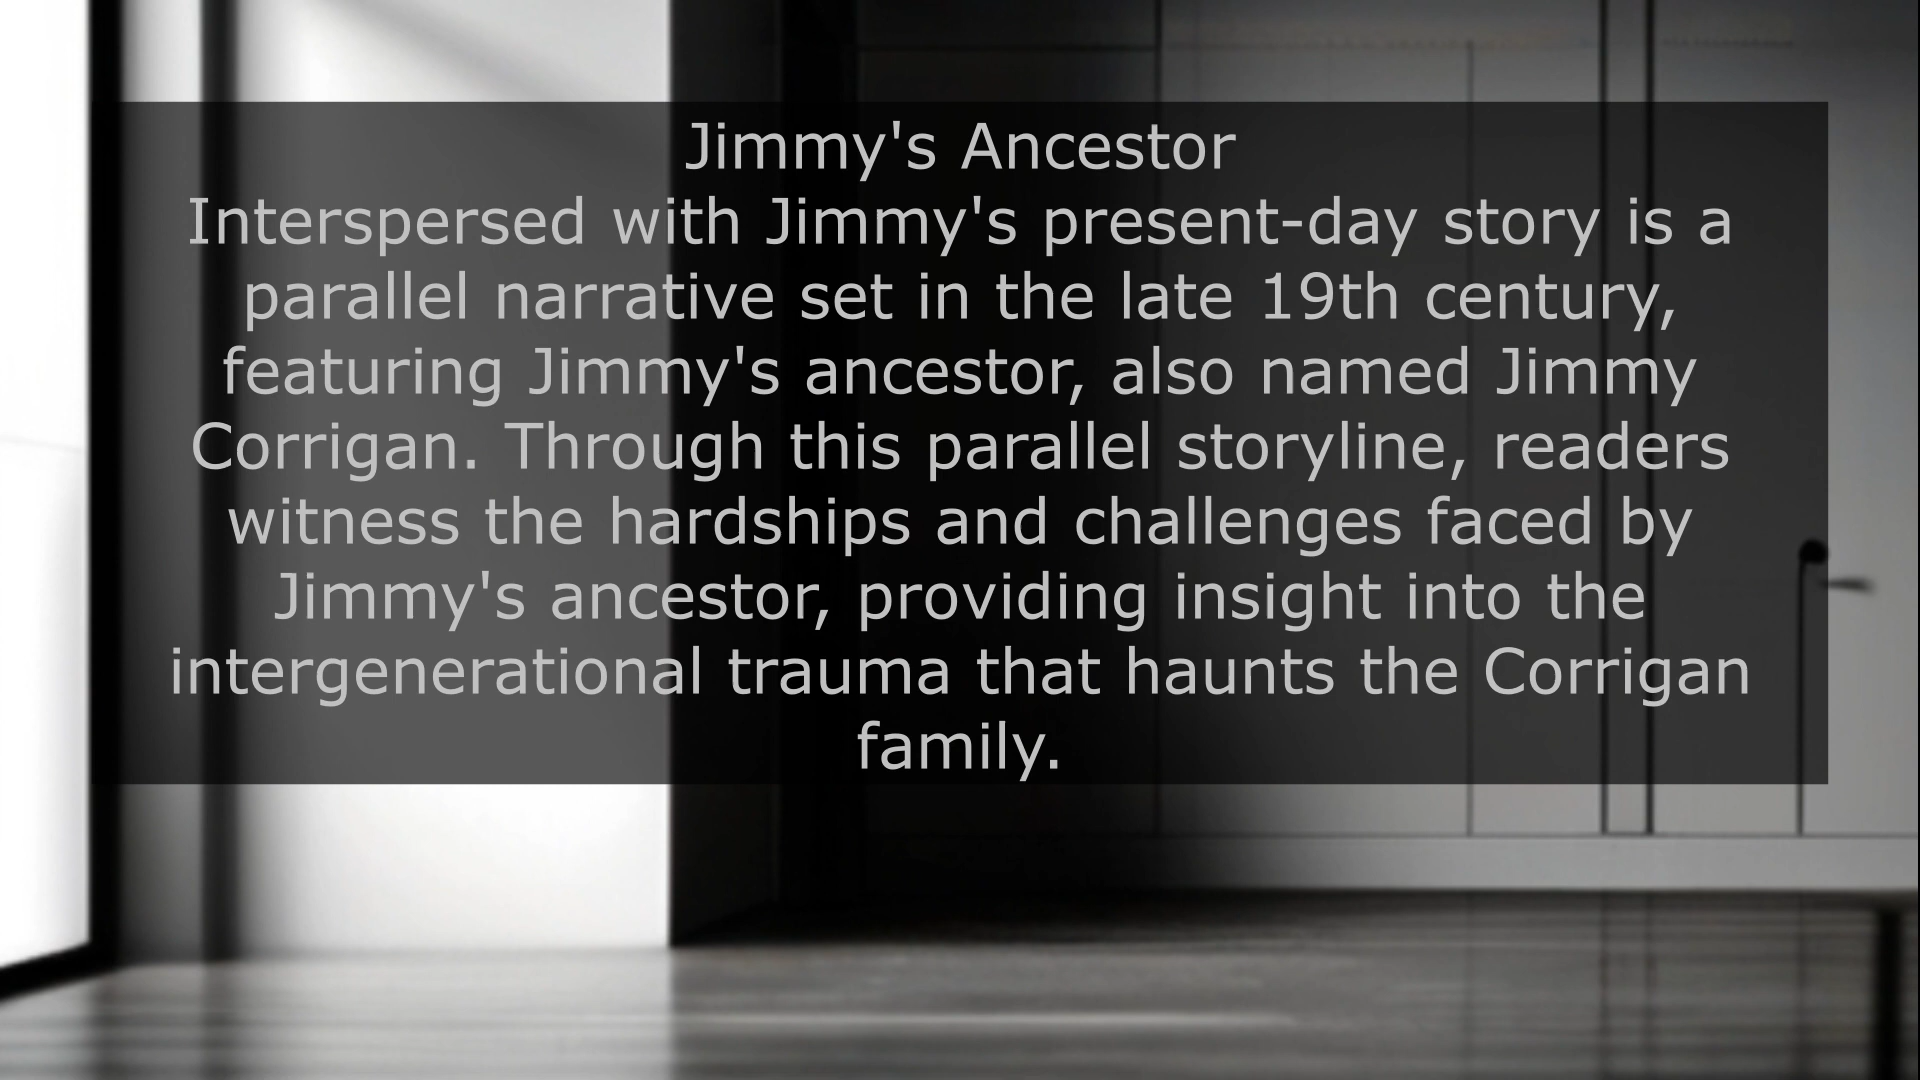 Jimmy's Ancestor
Interspersed with Jimmy's present-day story is a
parallel narrative set in the late 19th century,
featuring Jimmy's ancestor, also named Jimmy
Corrigan. Through this parallel storyline, readers
witness the hardships and challenges faced by
Jimmy's ancestor, providing insight into the
intergenerational trauma that haunts the Corrigan
family.